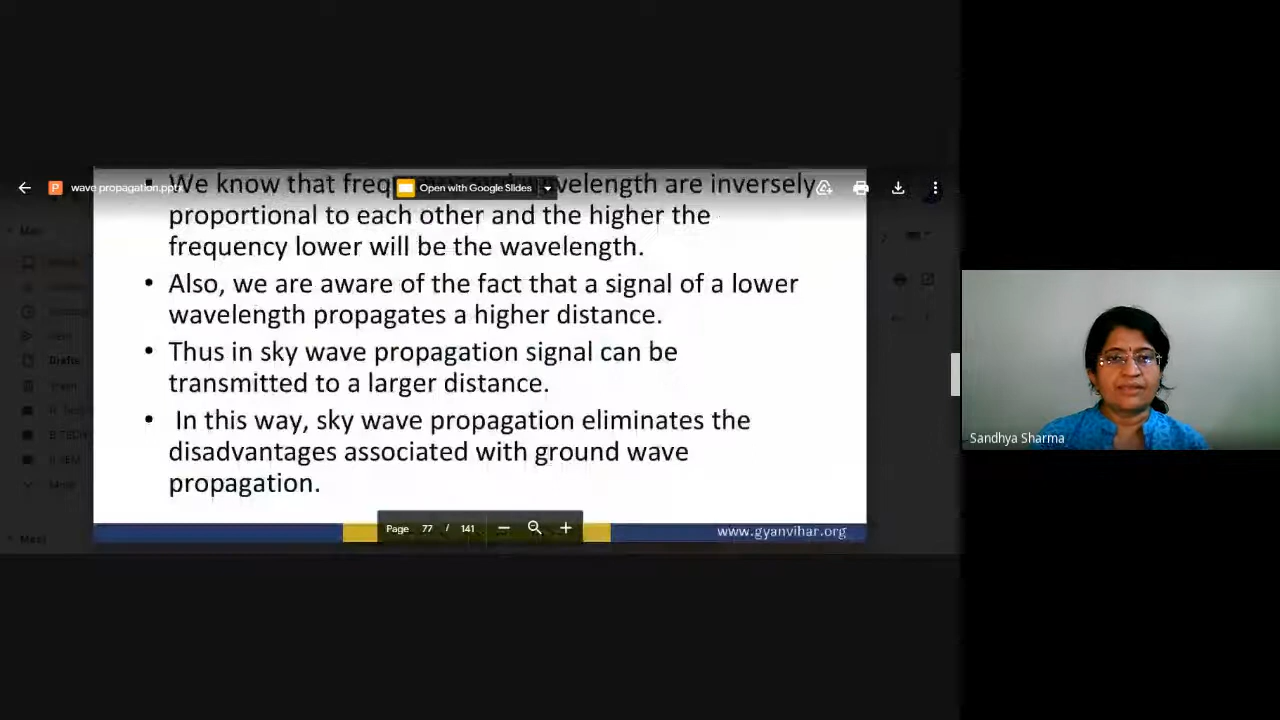 wave propagation.pptx
Open with Google Slides
• We know that velength are inversely
proportional to each other and the higher the
frequency lower will be the wavelength.
• Also, we are aware of the fact that a signal of a lower
wavelength propagates a higher distance.
• Thus in sky wave propagation signal can be
transmitted to a larger distance.
• In this way, sky wave propagation eliminates the
disadvantages associated with ground wave
propagation.
Page 77 / 141
www.gyanvihar.org
Drafts
Sandhya Sharma